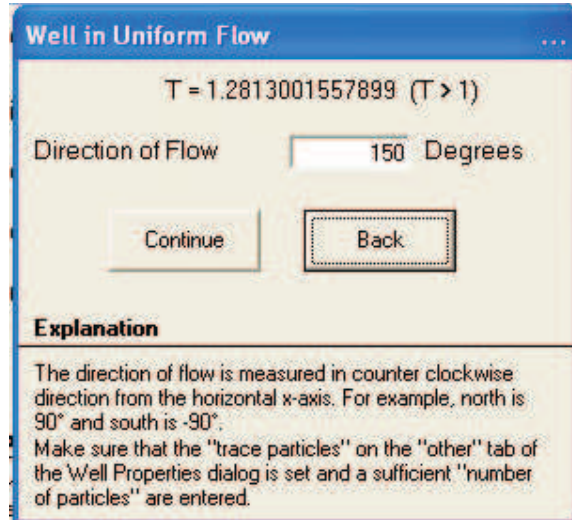 Well in Uniform Flow ...
T = 1.2813001557899 (T > 1)
Direction of Flow 150 Degrees
Continue Back
Explanation
The direction of flow is measured in counter clockwise
direction from the horizontal x-axis. For example, north is
90° and south is -90°.
Make sure that the "trace particles" on the "other" tab of
the Well Properties dialog is set and a sufficient "number
of particles" are entered.